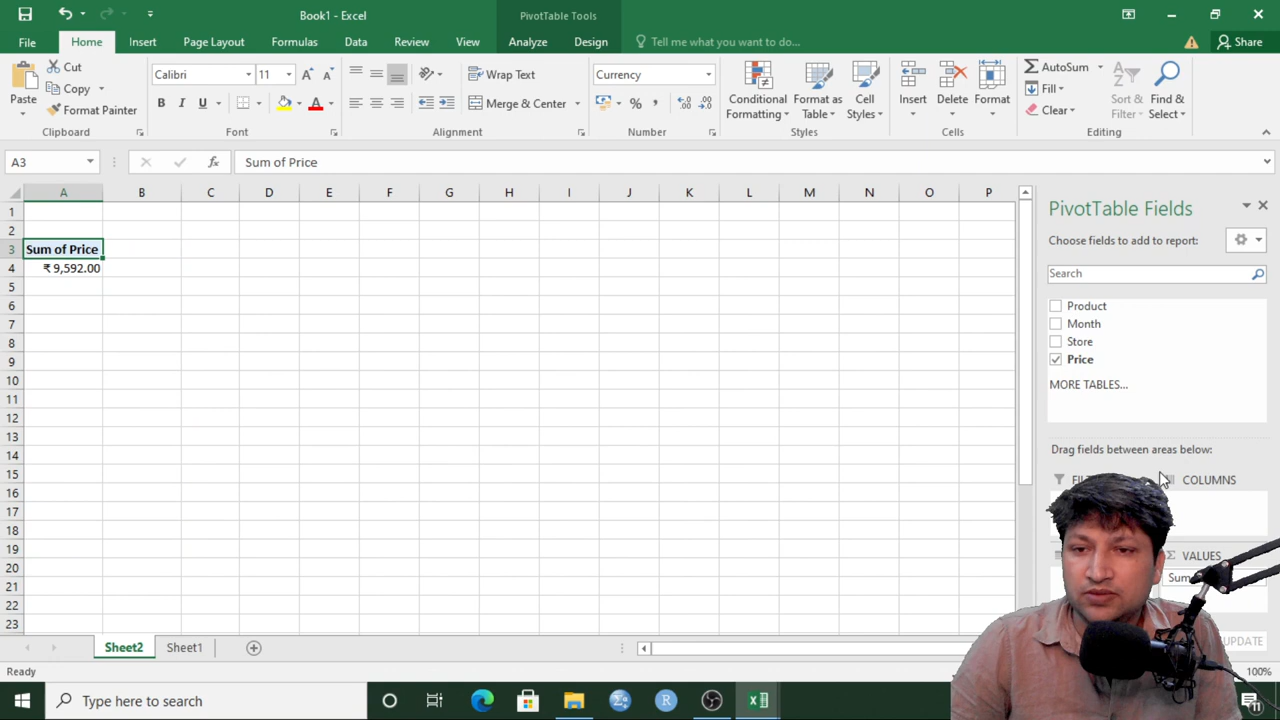 Book1 - Excel
PivotTable Tools
File Home Insert Page Layout Formulas Data Review View Analyze Design Tell me what you want to do... Share
Paste
Cut
Copy
Format Painter
Clipboard
Calibri 11 A A
B I U A
Font
Wrap Text
Merge & Center
Alignment
Currency
%
Number
Conditional Formatting
Format as Table
Cell Styles
Styles
Insert
Delete
Format
Cells
AutoSum
Fill
Clear
Sort & Filter
Find & Select
Editing
A3 fx Sum of Price
A B C D E F G H I J K L M N O P
1
2
3 Sum of Price
4 ₹ 9,592.00
5
6
7
8
9
10
11
12
13
14
15
16
17
18
19
20
21
22
23
PivotTable Fields
Choose fields to add to report:
Search
Product
Month
Store
Price
MORE TABLES...
Drag fields between areas below:
COLUMNS
Σ VALUES
Sheet2 Sheet1
Ready
100%
Type here to search
R
11